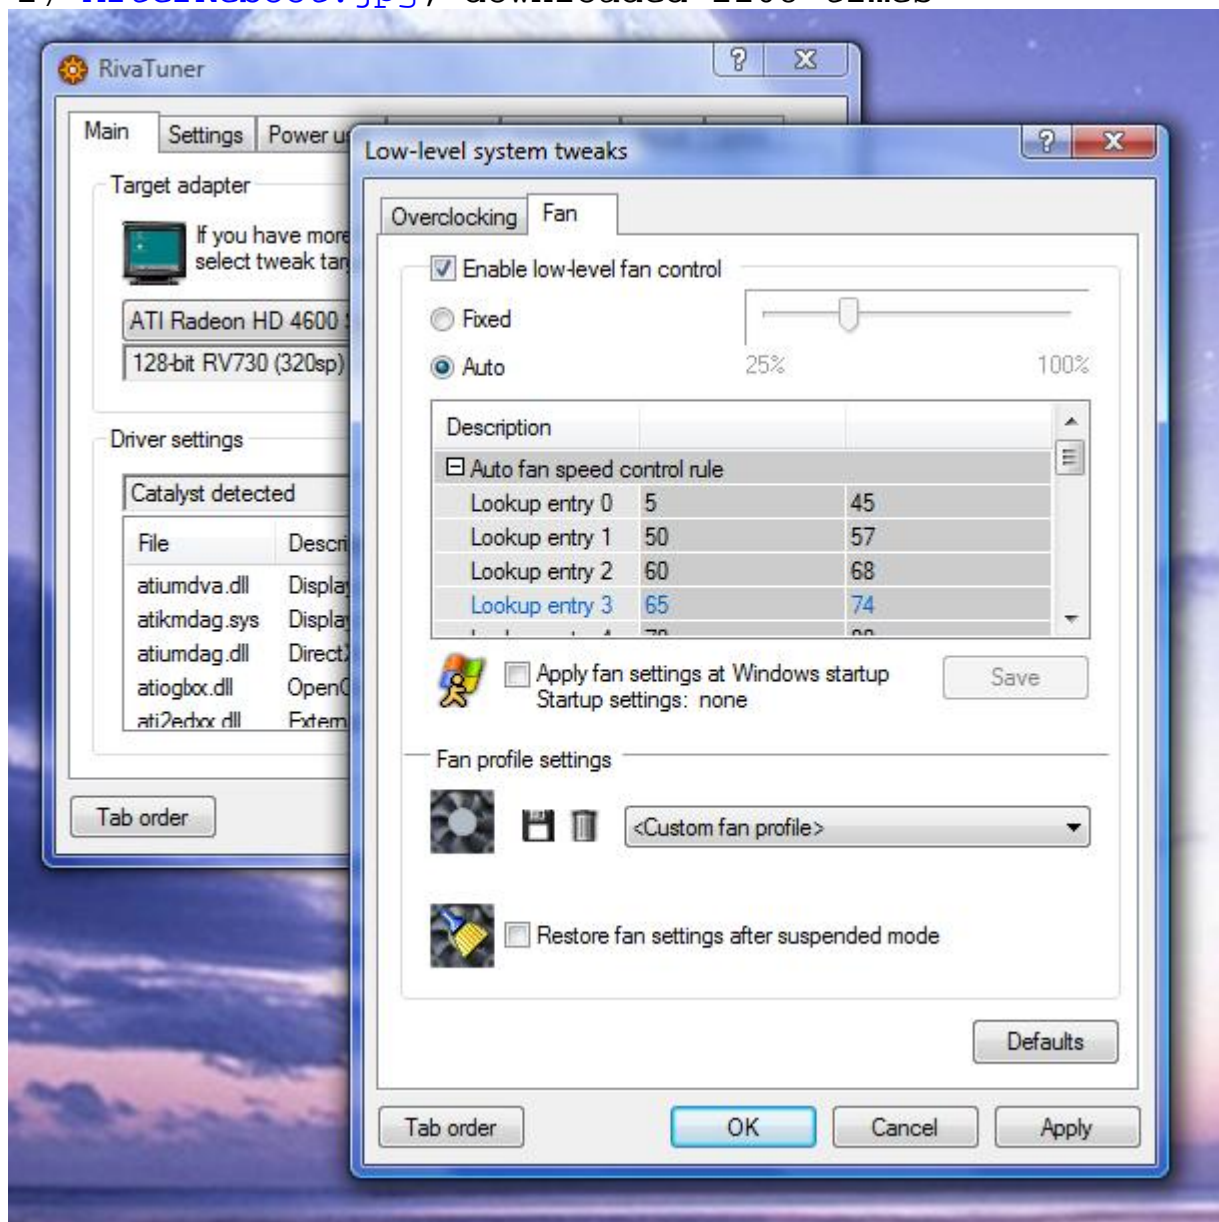 RivaTuner
Main Settings Power
Target adapter
If you have more
select tweak
ATI Radeon HD 4600
128-bit RV730 (320sp)
Driver settings
Catalyst detected
File
atiumdva.dll
atikmdag.sys
atiumdag.dll
atiogbxx.dll
ati2edxx.dll
Tab order
Low-level system tweaks
Overclocking Fan
Enable low-level fan control
Fixed
Auto
25% 100%
Description
Auto fan speed control rule
Lookup entry 0 5 45
Lookup entry 1 50 57
Lookup entry 2 60 68
Lookup entry 3 65 74
Apply fan settings at Windows startup
Startup settings: none
Save
Fan profile settings
<Custom fan profile>
Restore fan settings after suspended mode
Defaults
Tab order OK Cancel Apply